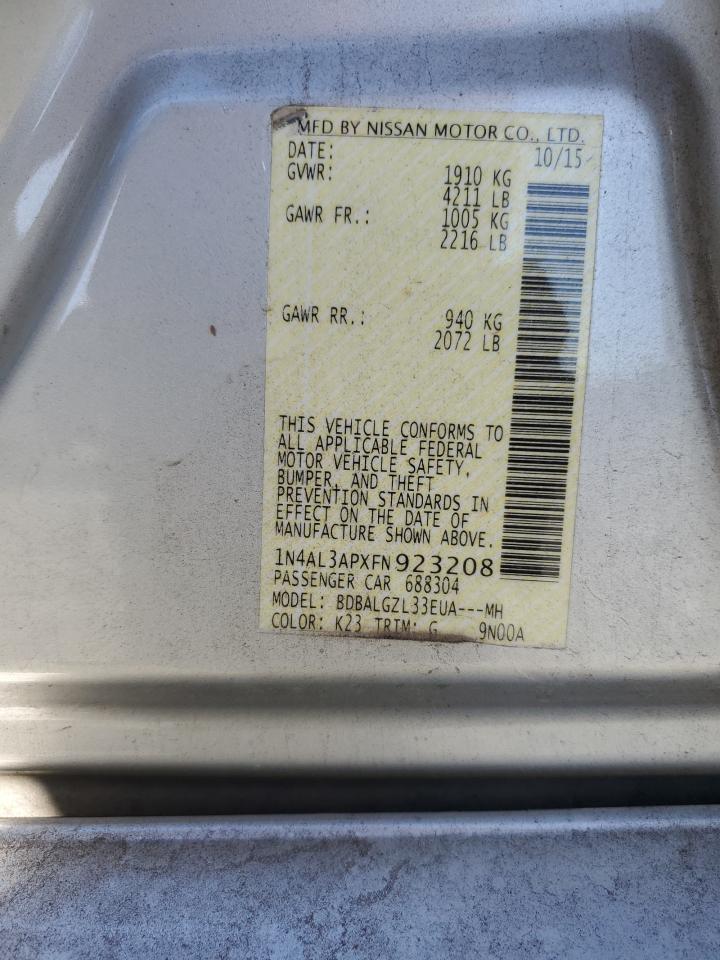 MFD BY NISSAN MOTOR CO., LTD.
DATE: 10/15
GVWR: 1910 KG
4211 LB
GAWR FR.: 1005 KG
2216 LB
GAWR RR.: 940 KG
2072 LB
THIS VEHICLE CONFORMS TO
ALL APPLICABLE FEDERAL
MOTOR VEHICLE SAFETY,
BUMPER, AND THEFT
PREVENTION STANDARDS IN
EFFECT ON THE DATE OF
MANUFACTURE SHOWN ABOVE.
1N4AL3APXFN923208
PASSENGER CAR 688304
MODEL: BDBALGZL33EUA---MH
COLOR: K23 TRIM: G 9N00A